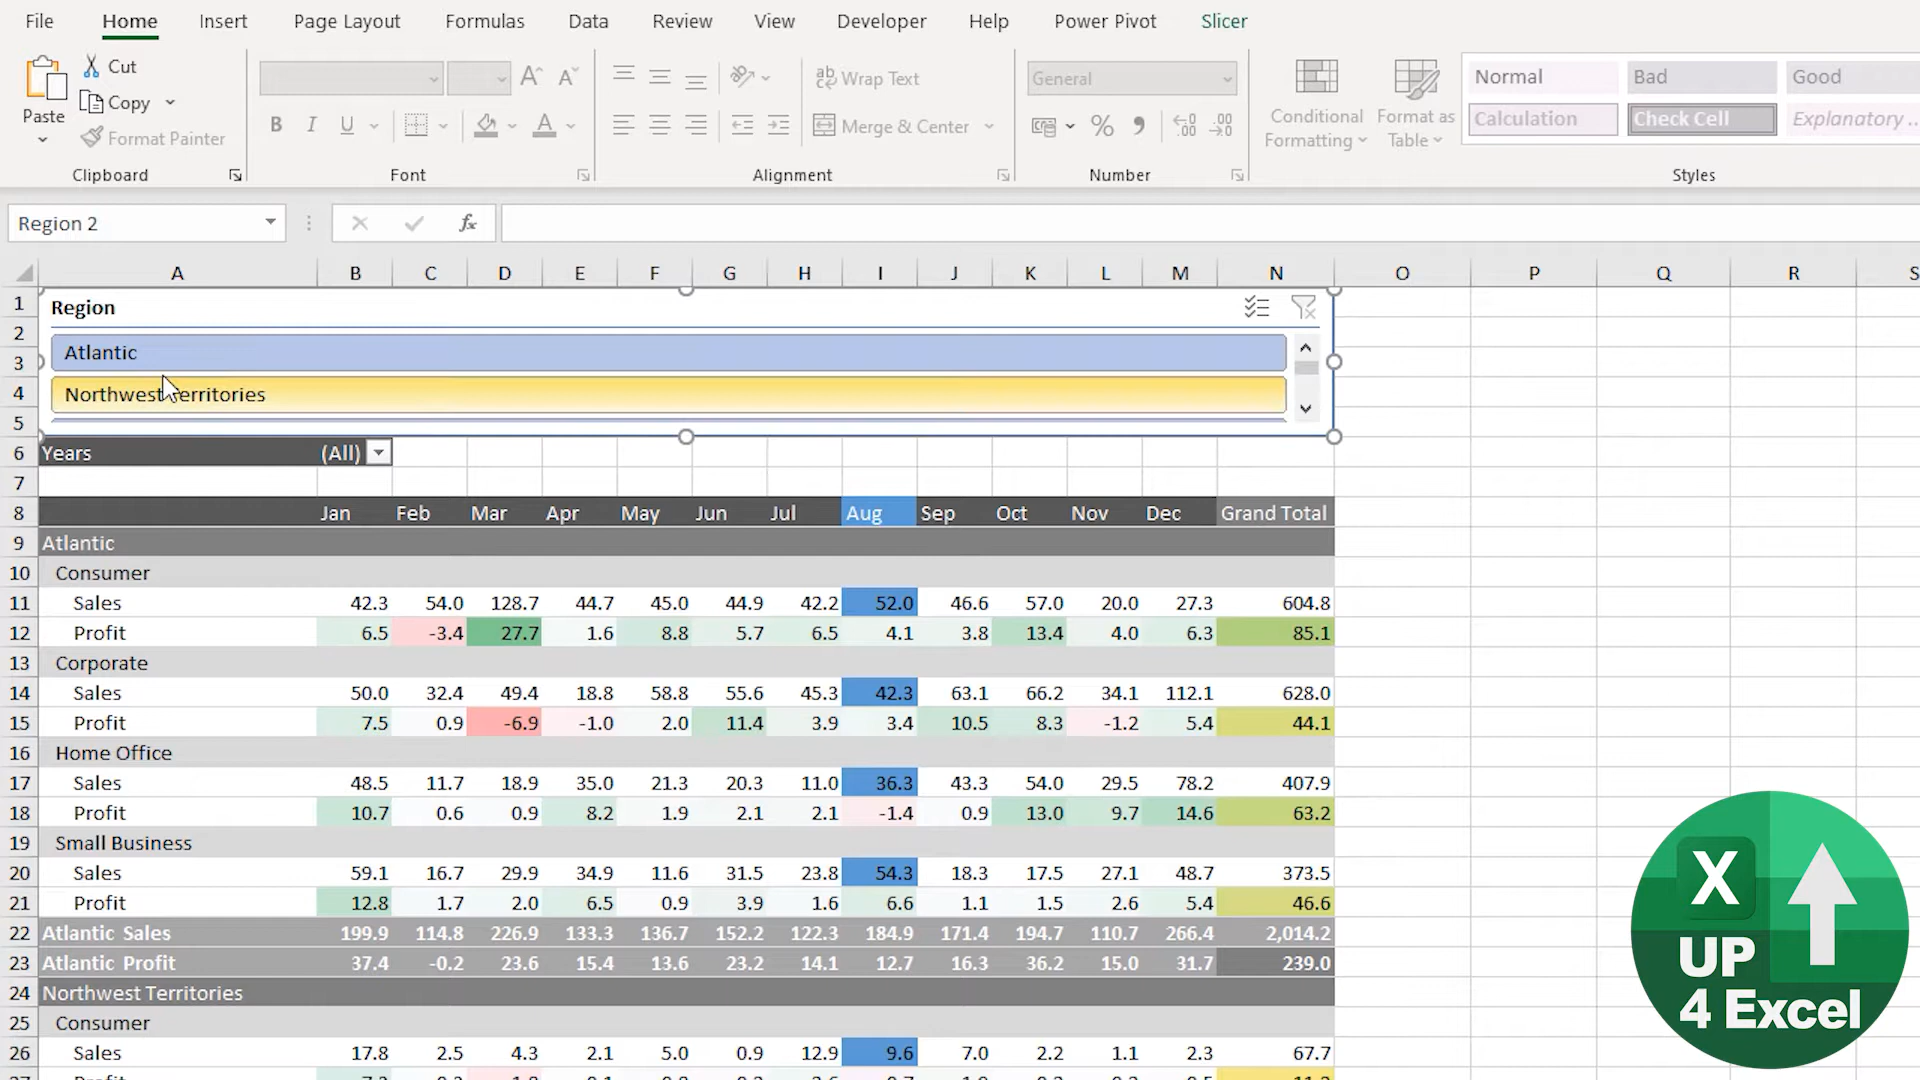 File Home Insert Page Layout Formulas Data Review View Developer Help Power Pivot Slicer
Paste
Cut
Copy
Format Painter
Clipboard
B I U
Font
Wrap Text
Merge & Center
Alignment
General
Number
Conditional Formatting
Format as Table
Normal Bad Good
Calculation Check Cell Explanatory ...
Styles
Region 2 fx
A B C D E F G H I J K L M N O P Q R S
1 Region
2
3 Atlantic
4 Northwest Territories
5
6 Years (All)
7
8 Jan Feb Mar Apr May Jun Jul Aug Sep Oct Nov Dec Grand Total
9 Atlantic
10 Consumer
11 Sales 42.3 54.0 128.7 44.7 45.0 44.9 42.2 52.0 46.6 57.0 20.0 27.3 604.8
12 Profit 6.5 -3.4 27.7 1.6 8.8 5.7 6.5 4.1 3.8 13.4 4.0 6.3 85.1
13 Corporate
14 Sales 50.0 32.4 49.4 18.8 58.8 55.6 45.3 42.3 63.1 66.2 34.1 112.1 628.0
15 Profit 7.5 0.9 -6.9 -1.0 2.0 11.4 3.9 3.4 10.5 8.3 -1.2 5.4 44.1
16 Home Office
17 Sales 48.5 11.7 18.9 35.0 21.3 20.3 11.0 36.3 43.3 54.0 29.5 78.2 407.9
18 Profit 10.7 0.6 0.9 8.2 1.9 2.1 2.1 -1.4 0.9 13.0 9.7 14.6 63.2
19 Small Business
20 Sales 59.1 16.7 29.9 34.9 11.6 31.5 23.8 54.3 18.3 17.5 27.1 48.7 373.5
21 Profit 12.8 1.7 2.0 6.5 0.9 3.9 1.6 6.6 1.1 1.5 2.6 5.4 46.6
22 Atlantic Sales 199.9 114.8 226.9 133.3 136.7 152.2 122.3 184.9 171.4 194.7 110.7 266.4 2,014.2
23 Atlantic Profit 37.4 -0.2 23.6 15.4 13.6 23.2 14.1 12.7 16.3 36.2 15.0 31.7 239.0
24 Northwest Territories
25 Consumer
26 Sales 17.8 2.5 4.3 2.1 5.0 0.9 12.9 9.6 7.0 2.2 1.1 2.3 67.7
X
UP
4 Excel